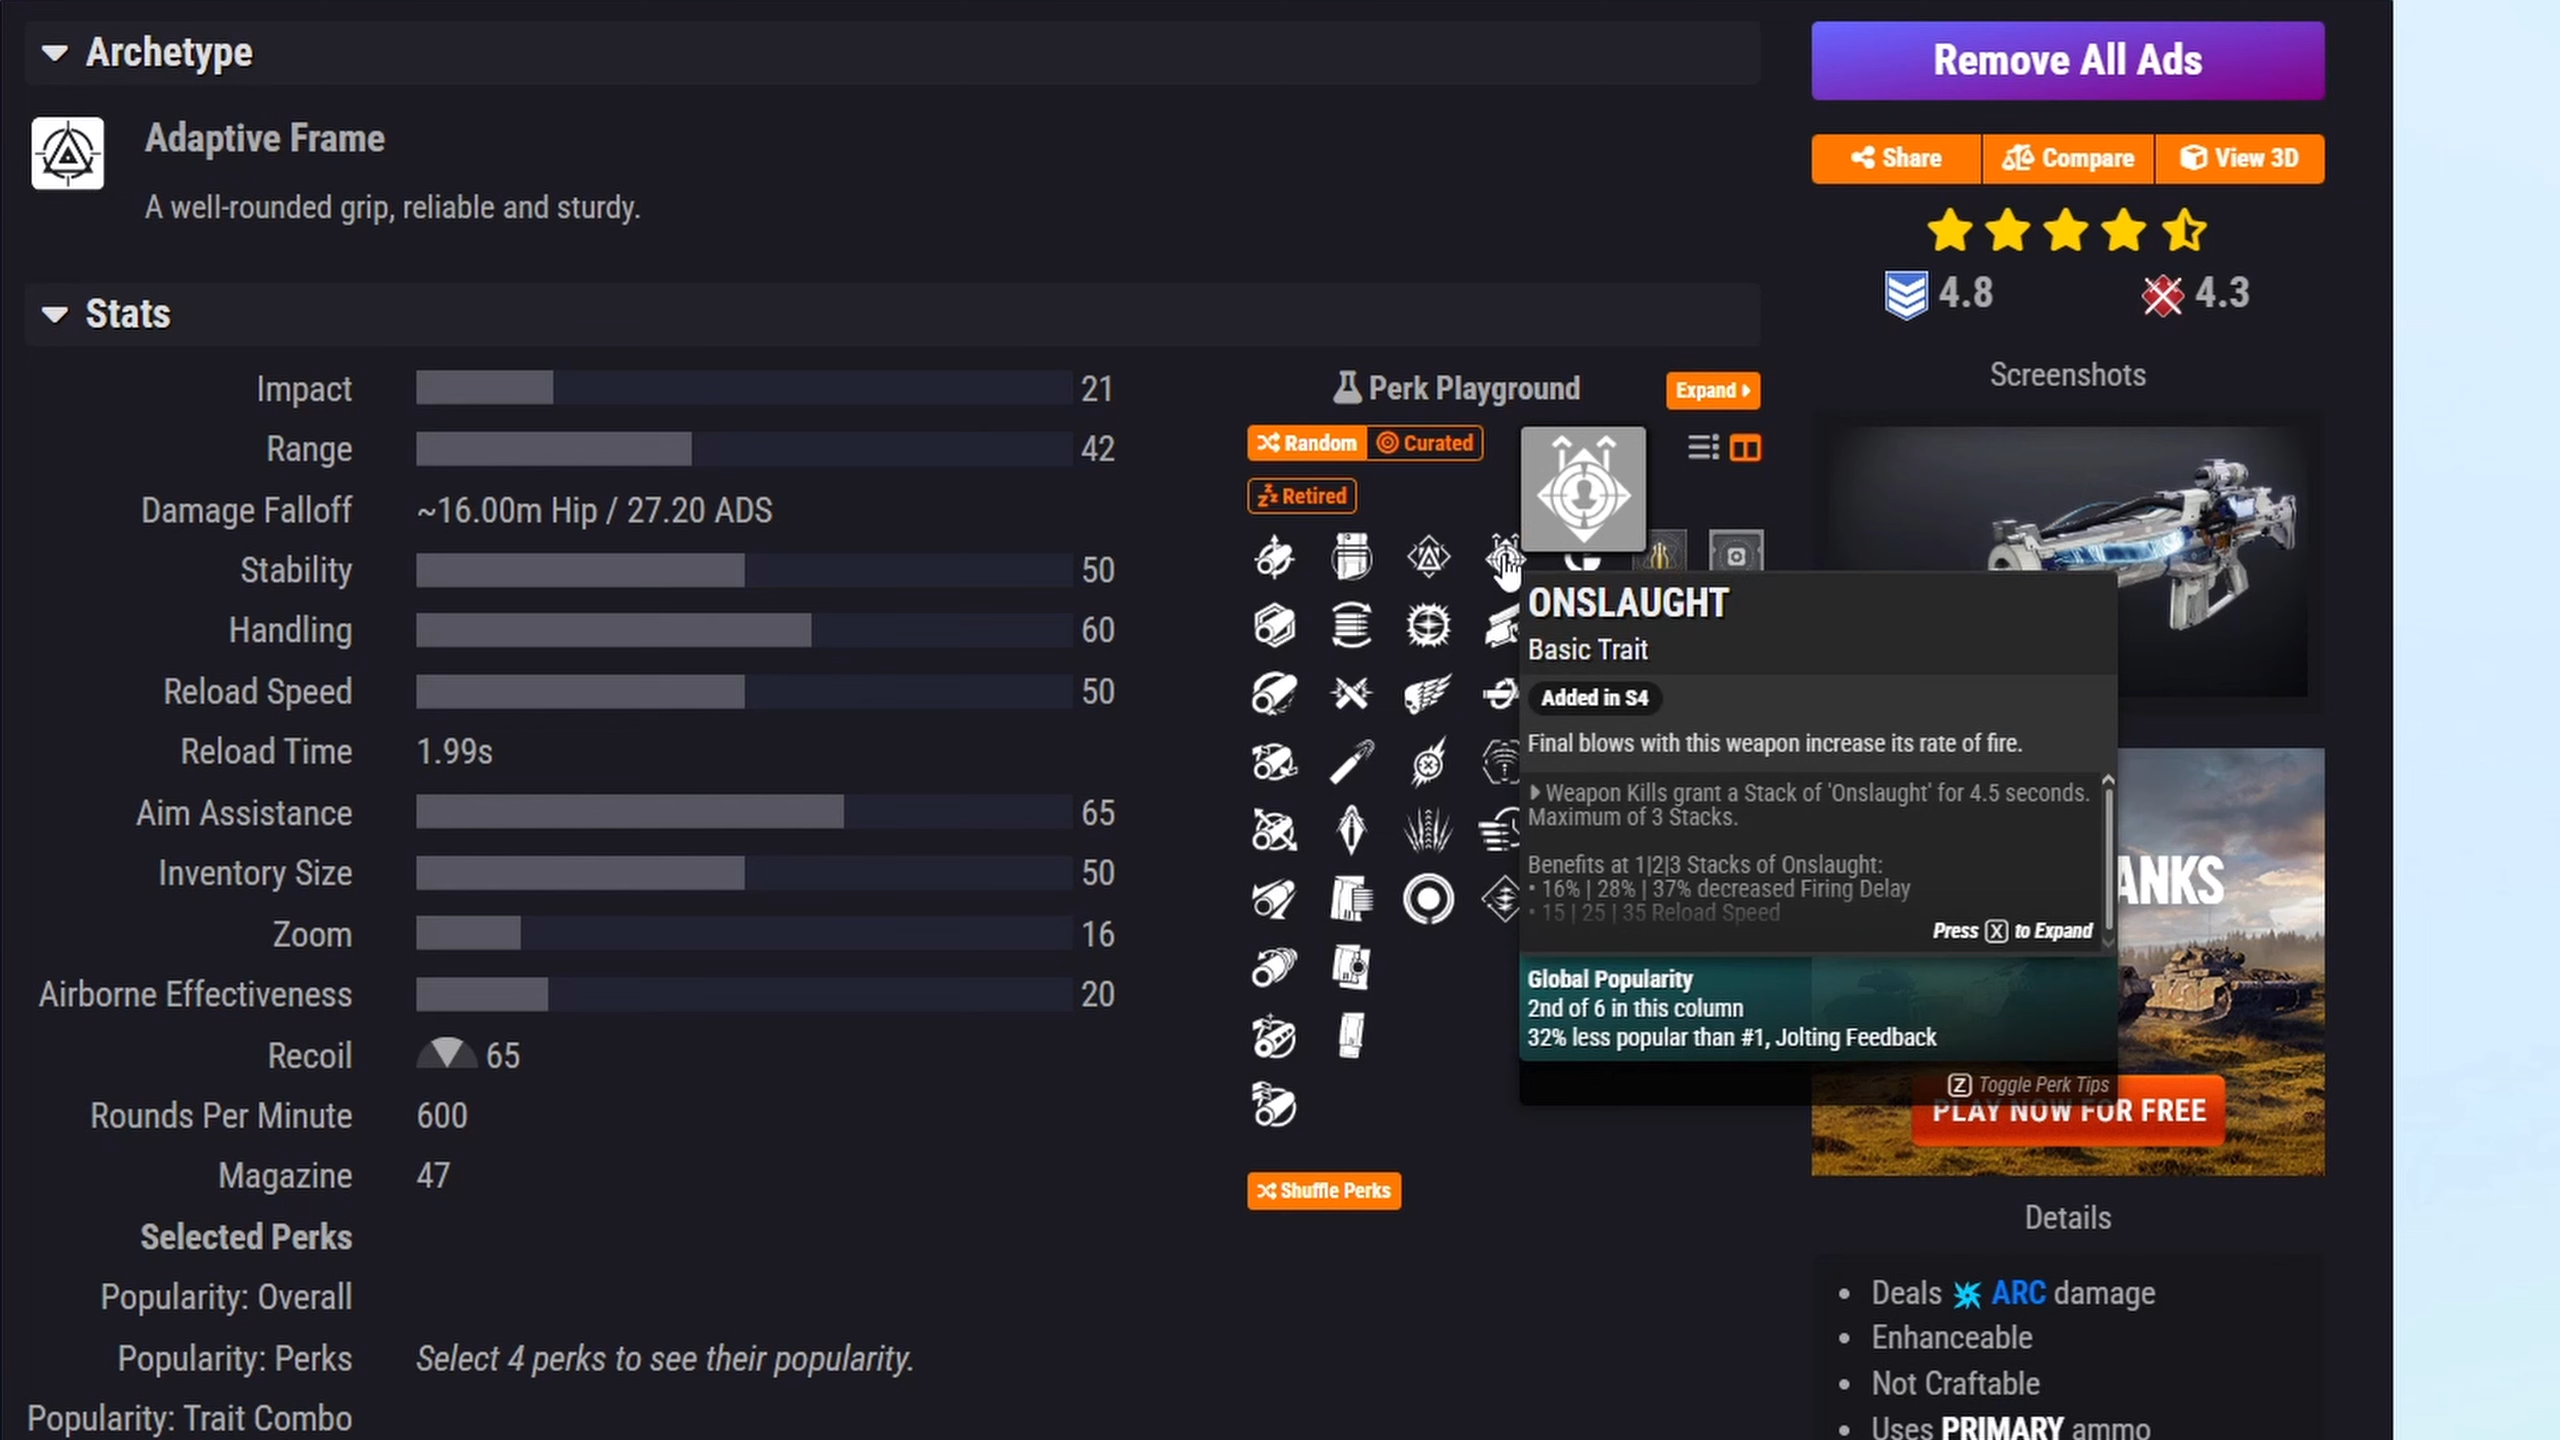 Archetype
Adaptive Frame
A well-rounded grip, reliable and sturdy.
Stats
Impact 21
Range 42
Damage Falloff ~16.00m Hip / 27.20 ADS
Stability 50
Handling 60
Reload Speed 50
Reload Time 1.99s
Aim Assistance 65
Inventory Size 50
Zoom 16
Airborne Effectiveness 20
Recoil 65
Rounds Per Minute 600
Magazine 47
Selected Perks
Popularity: Overall
Popularity: Perks Select 4 perks to see their popularity.
Popularity: Trait Combo
Perk Playground Expand
Random Curated
Retired
ONSLAUGHT
Basic Trait
Added in S4
Final blows with this weapon increase its rate of fire.
Weapon Kills grant a Stack of 'Onslaught' for 4.5 seconds.
Maximum of 3 Stacks.
Benefits at 1|2|3 Stacks of Onslaught:
• 16% | 28% | 37% decreased Firing Delay
• 15 | 25 | 35 Reload Speed
Press X to Expand
Global Popularity
2nd of 6 in this column
32% less popular than #1, Jolting Feedback
Z Toggle Perk Tips
Shuffle Perks
Remove All Ads
Share Compare View 3D
4.8 4.3
Screenshots
ANKS
PLAY NOW FOR FREE
Details
• Deals ARC damage
• Enhanceable
• Not Craftable
• Uses PRIMARY ammo